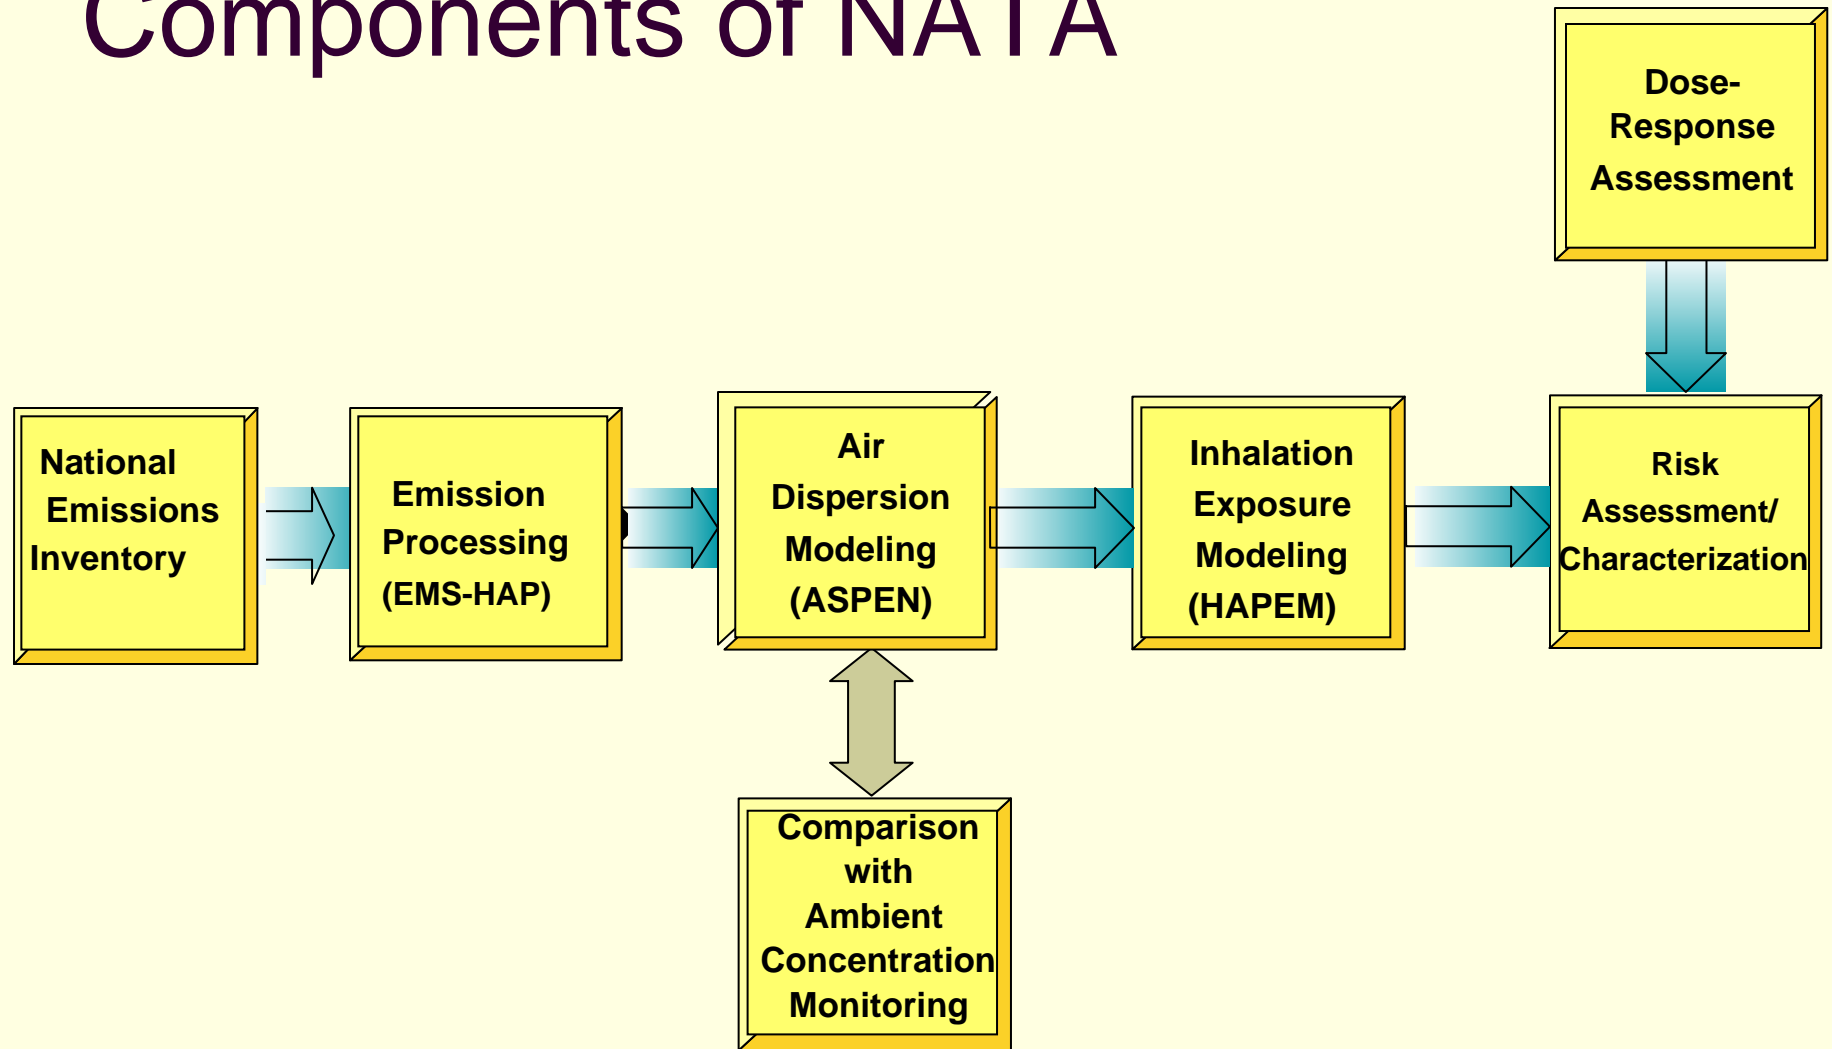 Components of NATA
Dose-
Response
Assessment
National
Emissions
Inventory
Emission
Processing
(EMS-HAP)
Air
Dispersion
Modeling
(ASPEN)
Inhalation
Exposure
Modeling
(HAPEM)
Risk
Assessment/
Characterization
Comparison
with
Ambient
Concentration
Monitoring